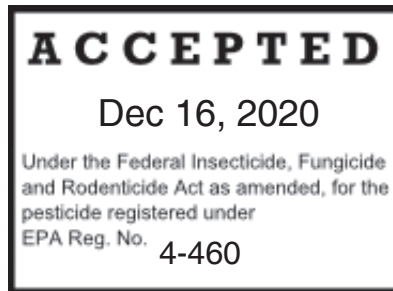 ACCEPTED
Dec 16, 2020
Under the Federal Insecticide, Fungicide
and Rodenticide Act as amended, for the
pesticide registered under
EPA Reg. No. 4-460